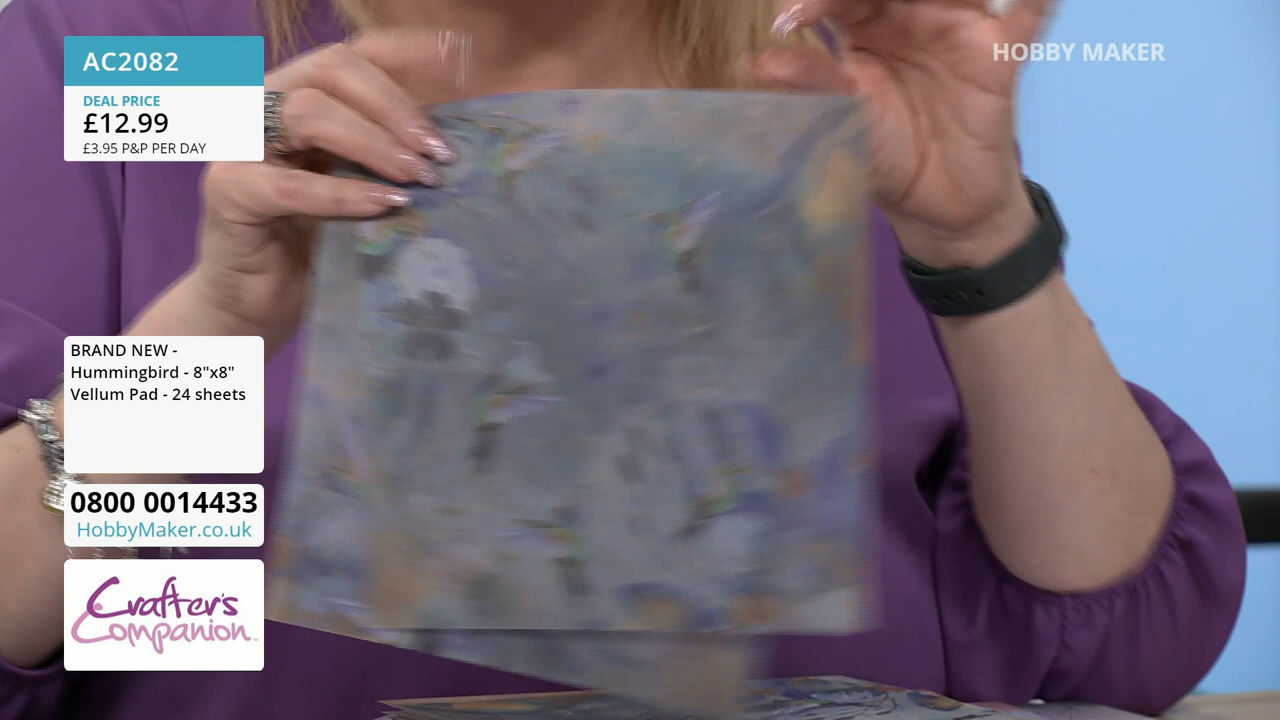 AC2082
DEAL PRICE
£12.99
£3.95 P&P PER DAY
HOBBY MAKER
BRAND NEW -
Hummingbird - 8"x8"
Vellum Pad - 24 sheets
0800 0014433
HobbyMaker.co.uk
Crafter's
Companion